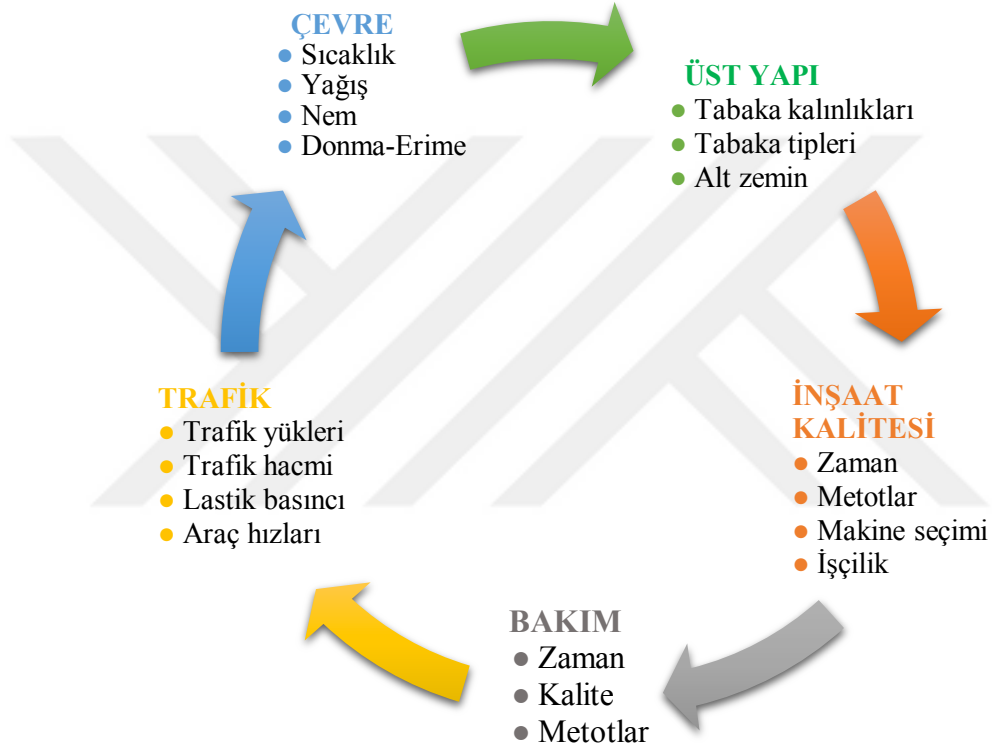 ÇEVRE
● Sıcaklık
● Yağış
● Nem
● Donma-Erime
ÜST YAPI
● Tabaka kalınlıkları
● Tabaka tipleri
● Alt zemin
İNŞAAT
KALİTESİ
● Zaman
● Metotlar
● Makine seçimi
● İşçilik
BAKIM
● Zaman
● Kalite
● Metotlar
TRAFİK
● Trafik yükleri
● Trafik hacmi
● Lastik basıncı
● Araç hızları